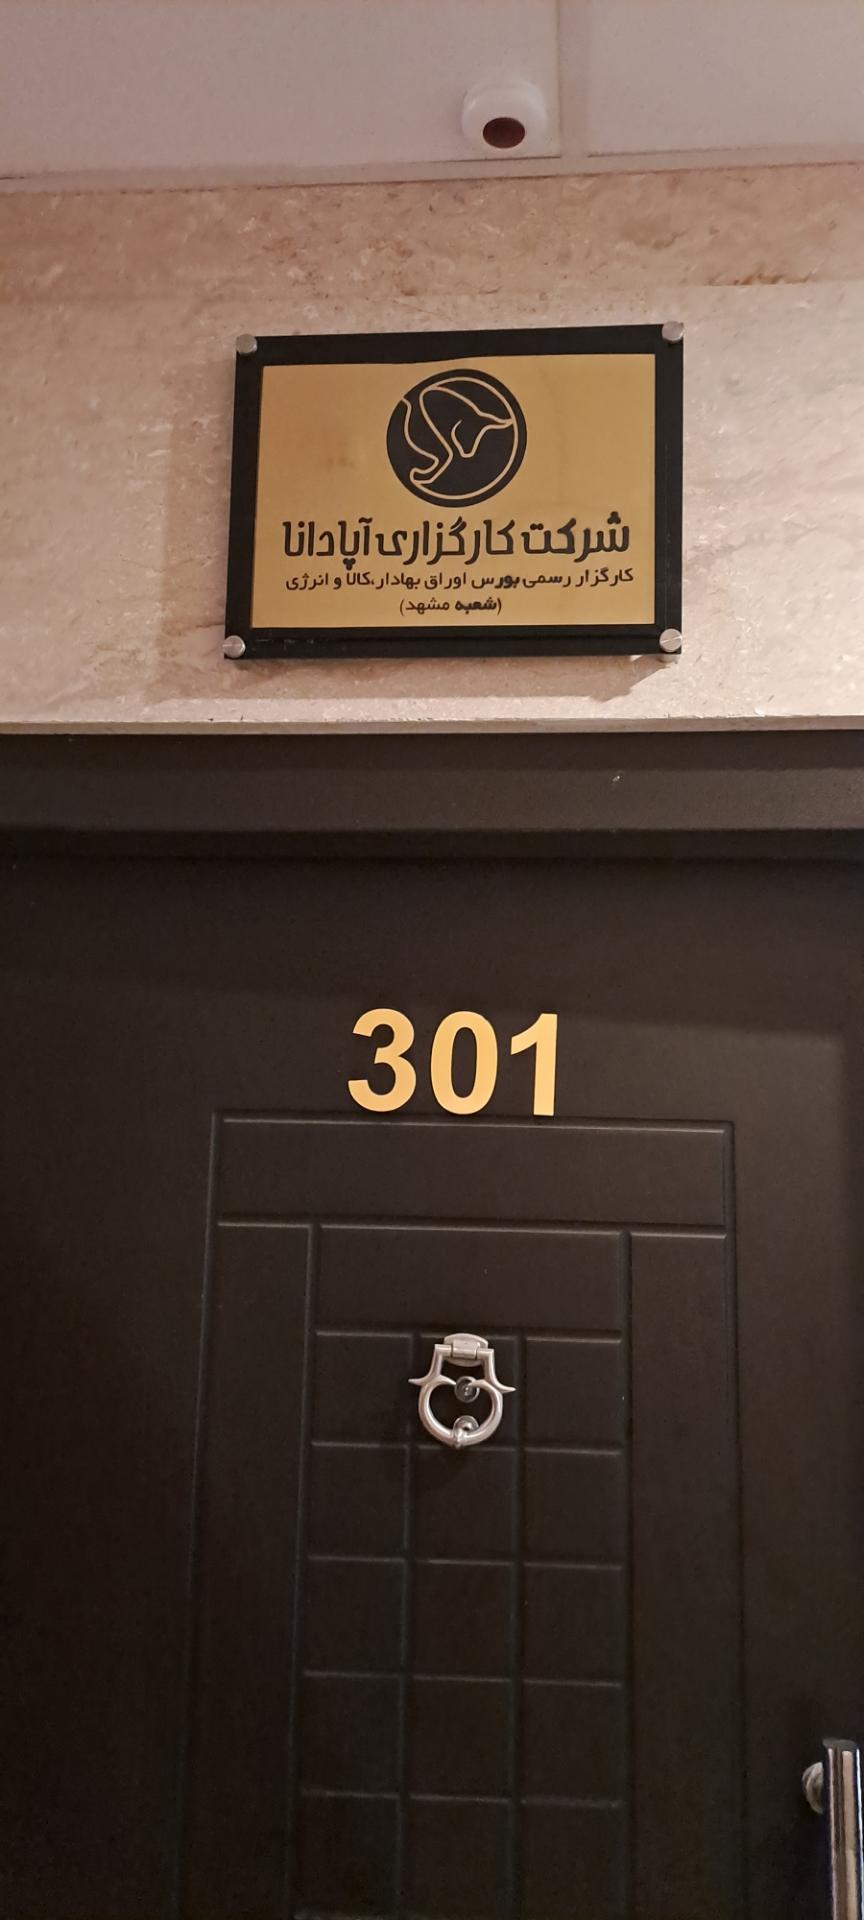 شرکت کارگزاری آپادانا
کارگزار رسمی بورس اوراق بهادار،کالا و انرژی
(شعبه مشهد)
301